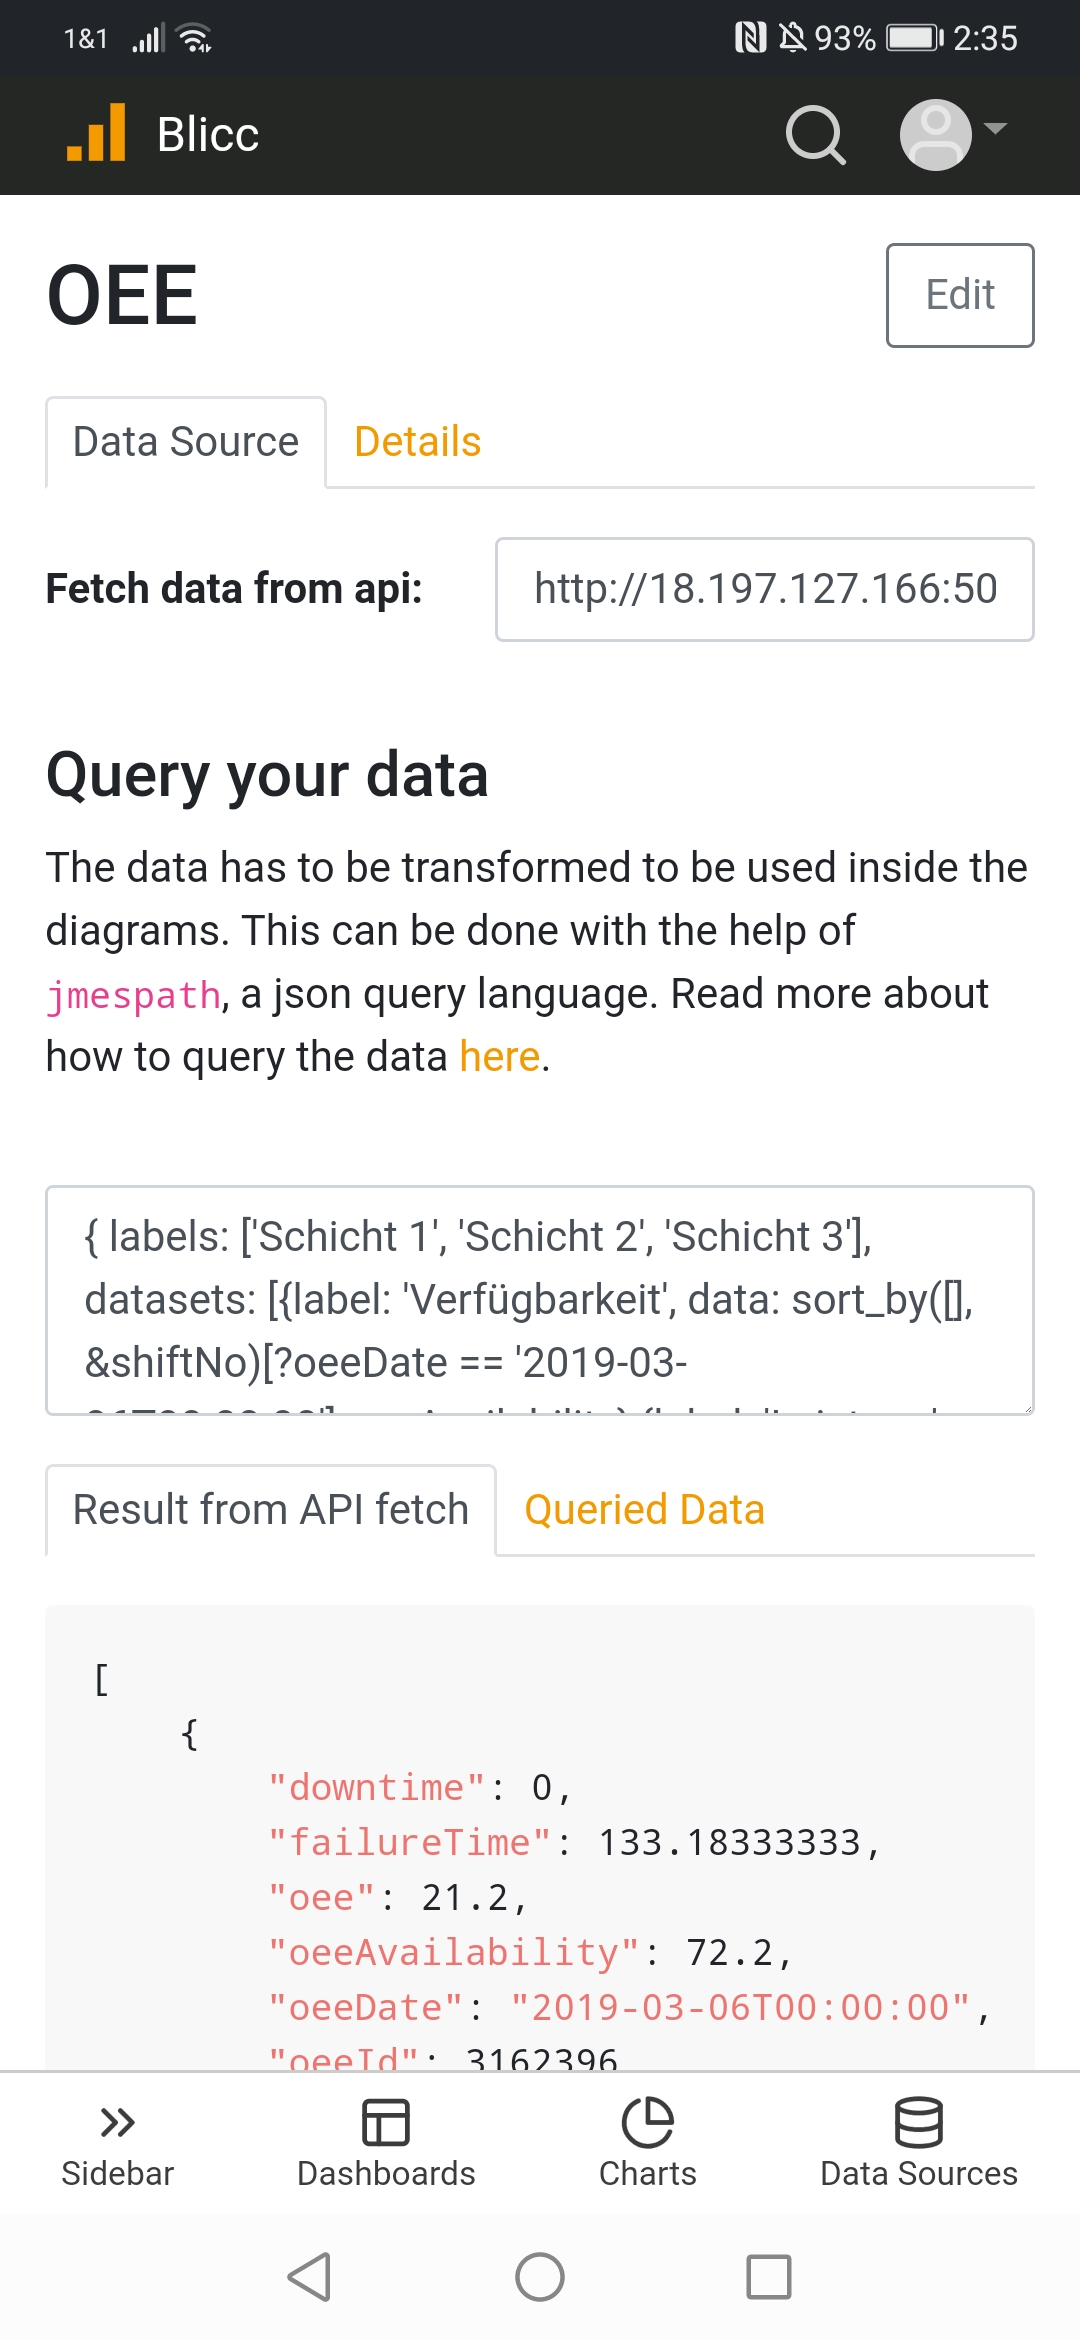 1&1 93% 2:35
Blicc
OEE Edit
Data Source Details
Fetch data from api: http://18.197.127.166:50
Query your data
The data has to be transformed to be used inside the
diagrams. This can be done with the help of
jmespath, a json query language. Read more about
how to query the data here.
{ labels: ['Schicht 1', 'Schicht 2', 'Schicht 3'],
datasets: [{label: 'Verfügbarkeit', data: sort_by([],
&shiftNo)[?oeeDate == '2019-03-
Result from API fetch Queried Data
[
{
"downtime": 0,
"failureTime": 133.18333333,
"oee": 21.2,
"oeeAvailability": 72.2,
"oeeDate": "2019-03-06T00:00:00",
"oeeId": 3162396
Sidebar Dashboards Charts Data Sources